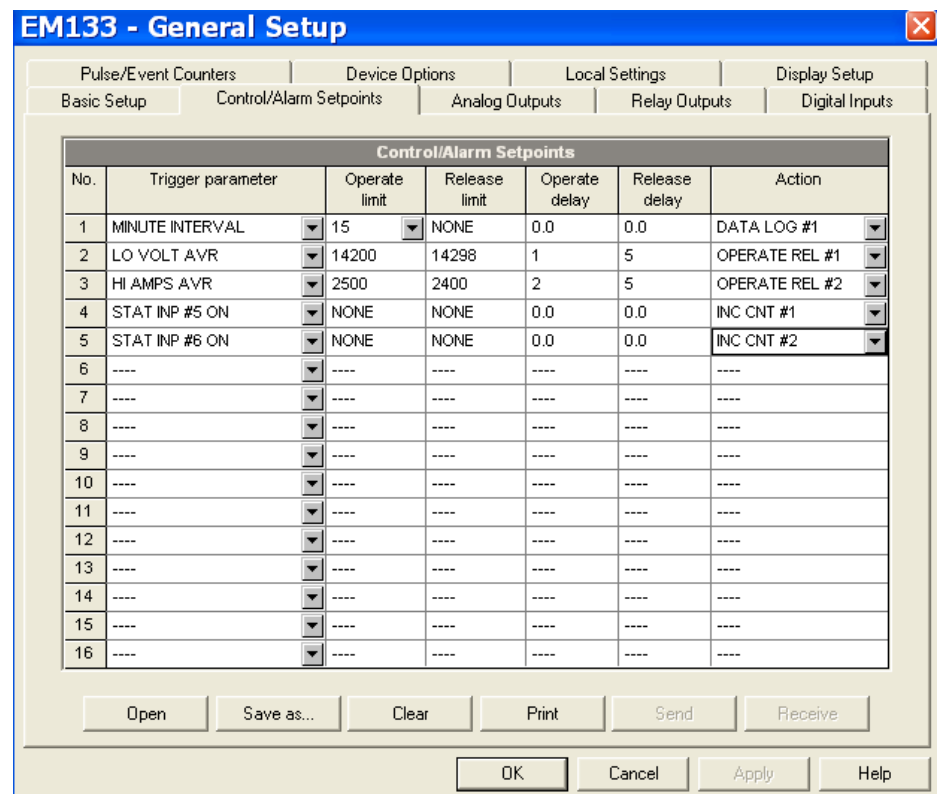 EM133 - General Setup
Pulse/Event Counters Device Options Local Settings Display Setup
Basic Setup Control/Alarm Setpoints Analog Outputs Relay Outputs Digital Inputs
Control/Alarm Setpoints
No. Trigger parameter Operate limit Release limit Operate delay Release delay Action
1 MINUTE INTERVAL 15 NONE 0.0 0.0 DATA LOG #1
2 LO VOLT AVR 14200 14298 1 5 OPERATE REL #1
3 HI AMPS AVR 2500 2400 2 5 OPERATE REL #2
4 STAT INP #5 ON NONE NONE 0.0 0.0 INC CNT #1
5 STAT INP #6 ON NONE NONE 0.0 0.0 INC CNT #2
6 ---- ---- ---- ---- ---- ----
7 ---- ---- ---- ---- ---- ----
8 ---- ---- ---- ---- ---- ----
9 ---- ---- ---- ---- ---- ----
10 ---- ---- ---- ---- ---- ----
11 ---- ---- ---- ---- ---- ----
12 ---- ---- ---- ---- ---- ----
13 ---- ---- ---- ---- ---- ----
14 ---- ---- ---- ---- ---- ----
15 ---- ---- ---- ---- ---- ----
16 ---- ---- ---- ---- ---- ----
Open Save as... Clear Print Send Receive
OK Cancel Apply Help